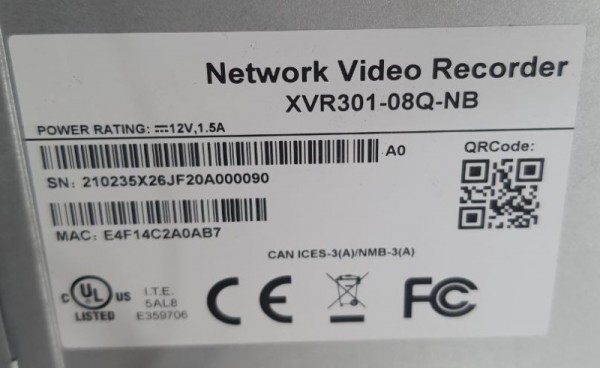 Network Video Recorder
XVR301-08Q-NB
POWER RATING: ⎓12V,1.5A
A0
QRCode:
SN: 210235X26JF20A000090
MAC: E4F14C2A0AB7
CAN ICES-3(A)/NMB-3(A)
c UL us
LISTED
I.T.E.
5AL8
E359706
CE
FC